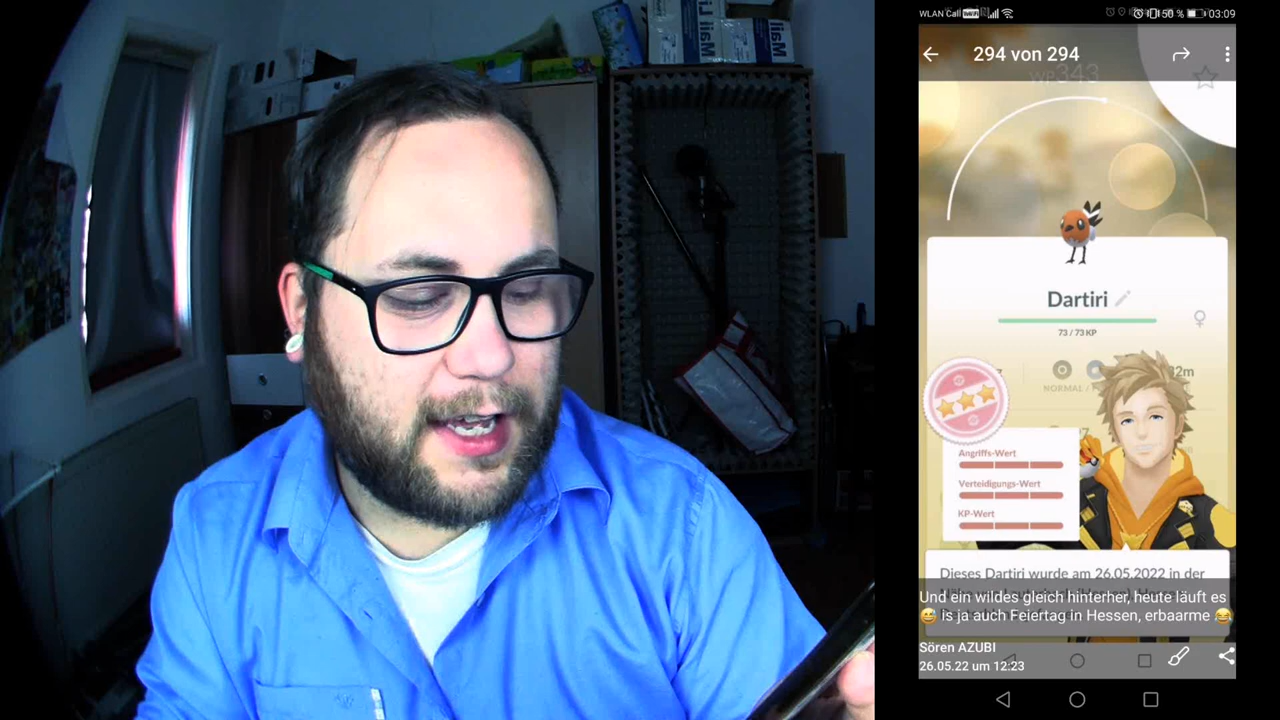 WLAN Call
50 %
03:09
294 von 294
WP343
Dartiri
73 / 73 KP
32m
NORMAL /
Angriffs-Wert
Verteidigungs-Wert
KP-Wert
Dieses Dartiri wurde am 26.05.2022 in der
Und ein wildes gleich hinterher, heute läuft es
😅 is ja auch Feiertag in Hessen, erbaarme 😂
Sören AZUBI
26.05.22 um 12:23